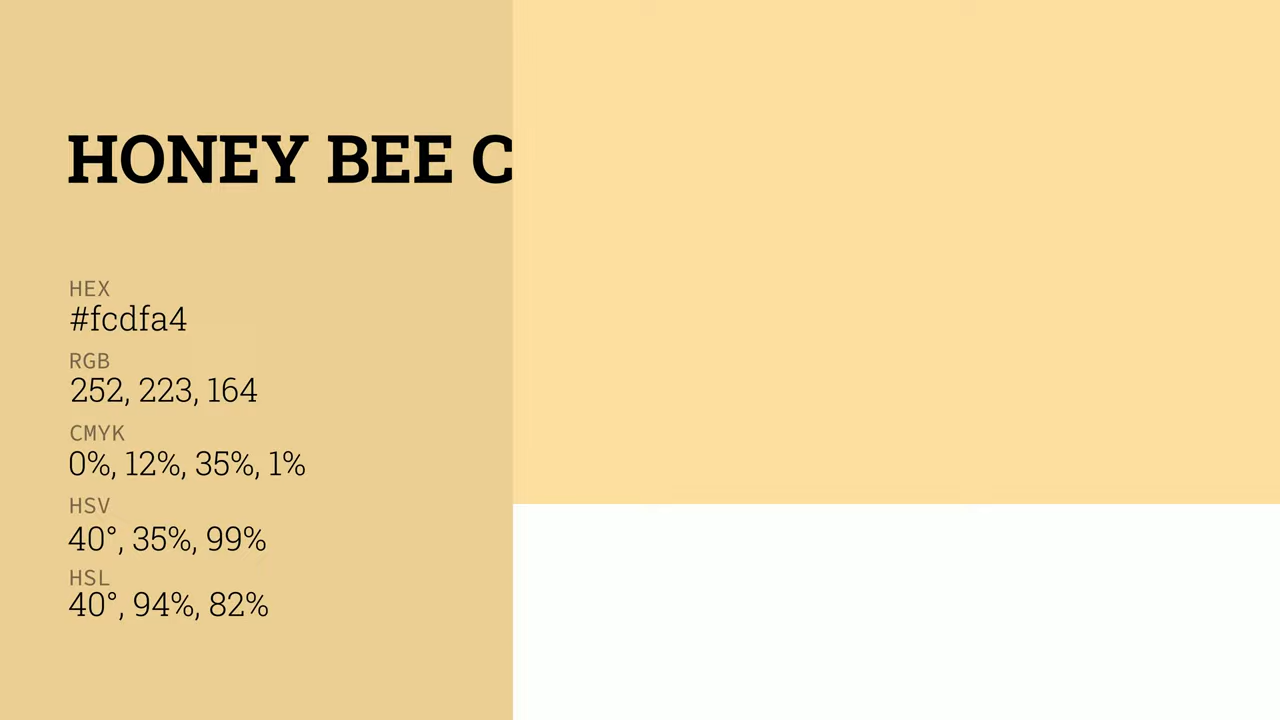 HONEY BEE C
HEX
#fcdfa4
RGB
252, 223, 164
CMYK
0%, 12%, 35%, 1%
HSV
40°, 35%, 99%
HSL
40°, 94%, 82%